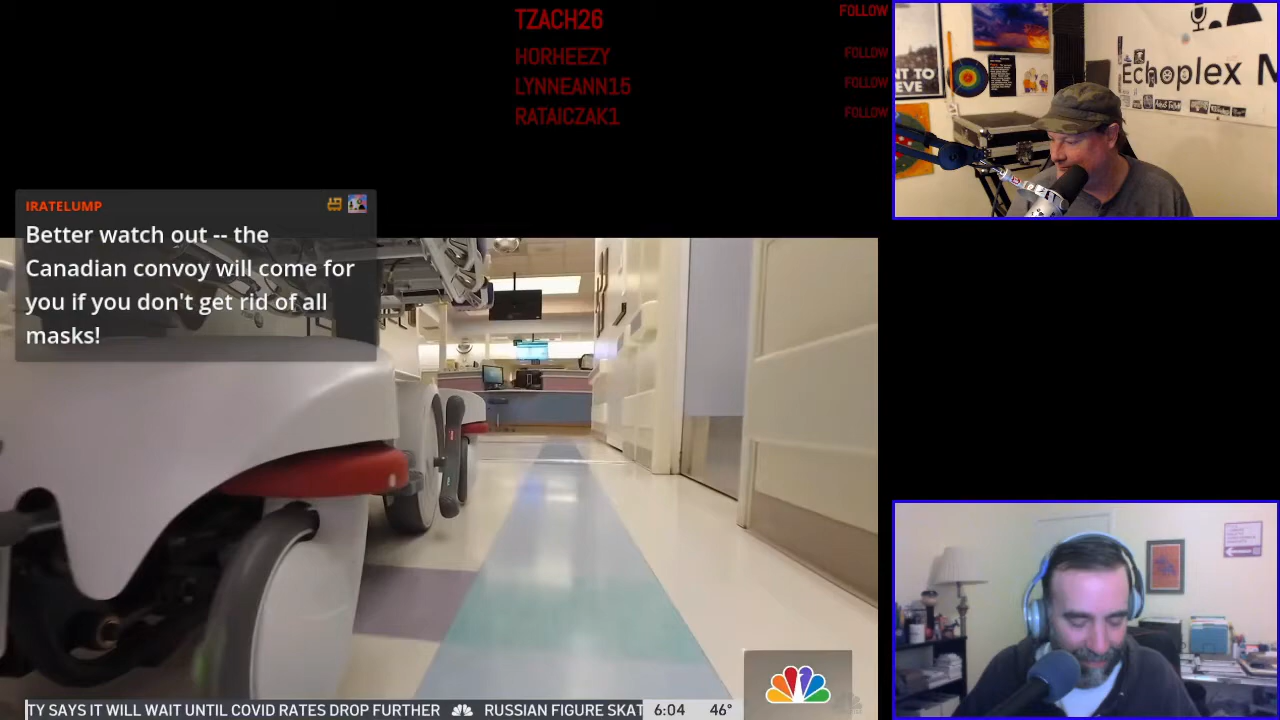 TZACH26 FOLLOW
HORHEEZY FOLLOW
LYNNEANN15 FOLLOW
RATAICZAK1 FOLLOW
NT TO
Echoplex M
IRATELUMP
Better watch out -- the
Canadian convoy will come for
you if you don't get rid of all
masks!
TY SAYS IT WILL WAIT UNTIL COVID RATES DROP FURTHER RUSSIAN FIGURE SKAT 6:04 46°